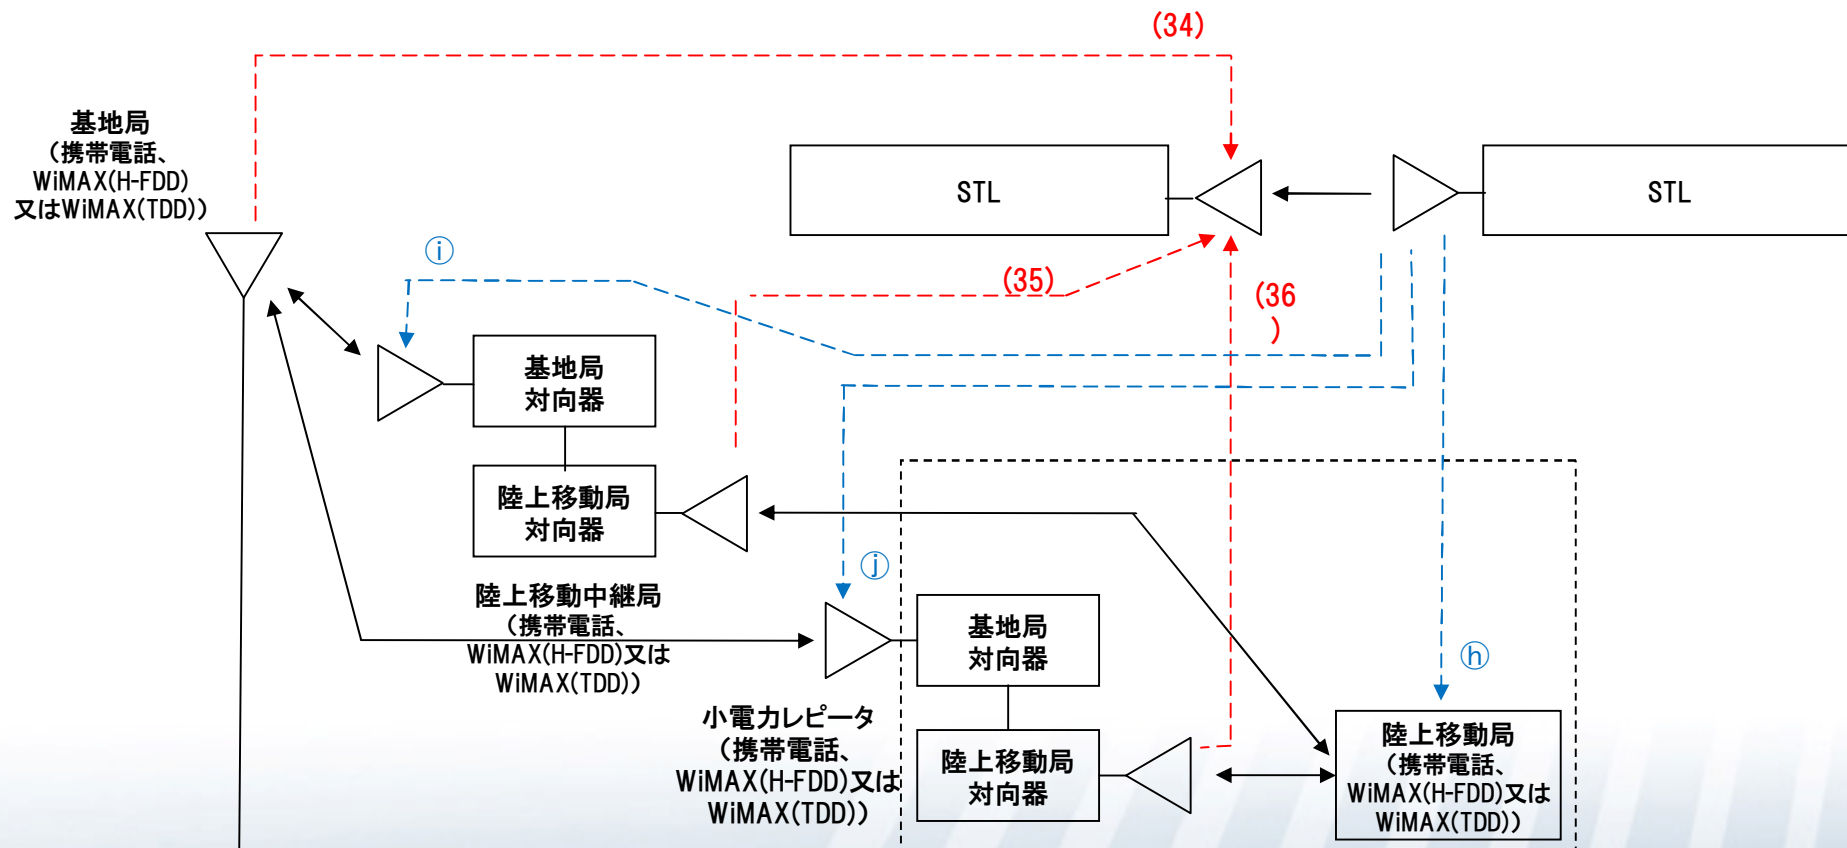 (34)
基地局
(携帯電話、
WiMAX(H-FDD)
又はWiMAX(TDD))
STL
STL
ⓘ
(35)
(36
)
基地局
対向器
陸上移動局
対向器
ⓙ
陸上移動中継局
(携帯電話、
WiMAX(H-FDD)又は
WiMAX(TDD))
基地局
対向器
ⓗ
小電力レピータ
(携帯電話、
WiMAX(H-FDD)又は
WiMAX(TDD))
陸上移動局
対向器
陸上移動局
(携帯電話、
WiMAX(H-FDD)又は
WiMAX(TDD))